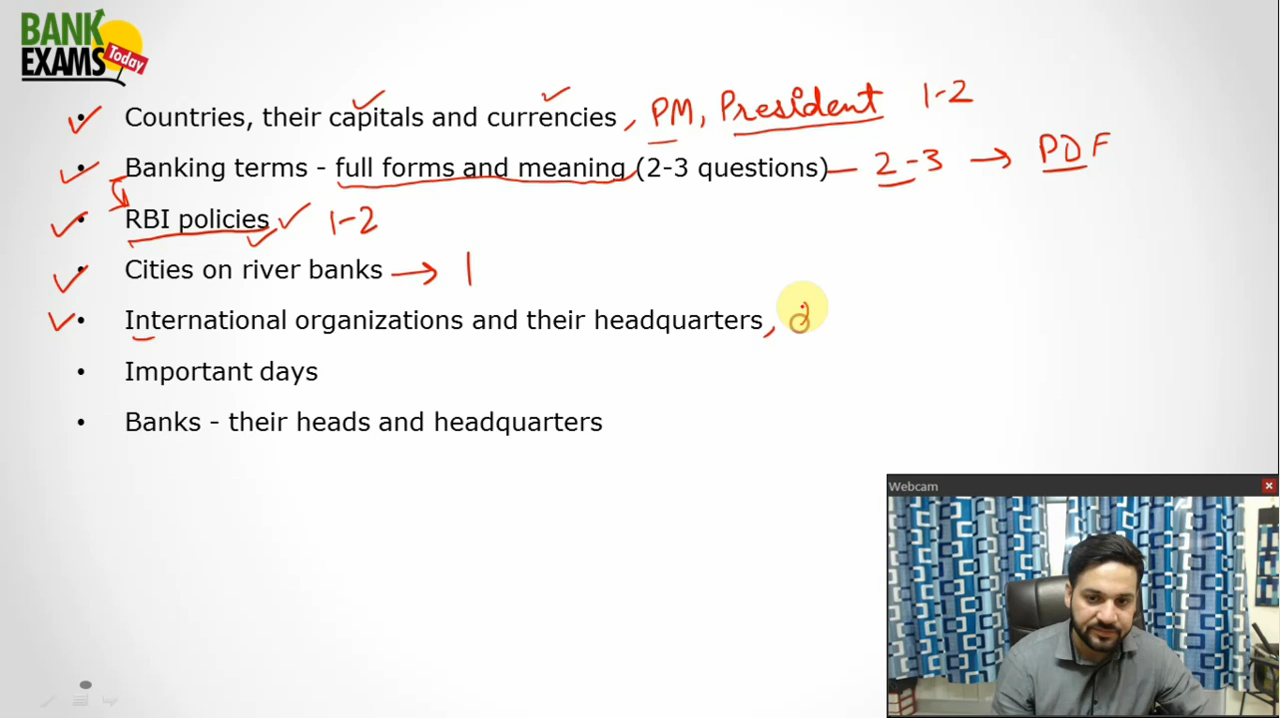 BANK
EXAMS Today
• Countries, their capitals and currencies, PM, President 1-2
• Banking terms - full forms and meaning (2-3 questions) — 2-3 → PDF
• RBI policies 1-2
• Cities on river banks → 1
• International organizations and their headquarters,
• Important days
• Banks - their heads and headquarters
Webcam